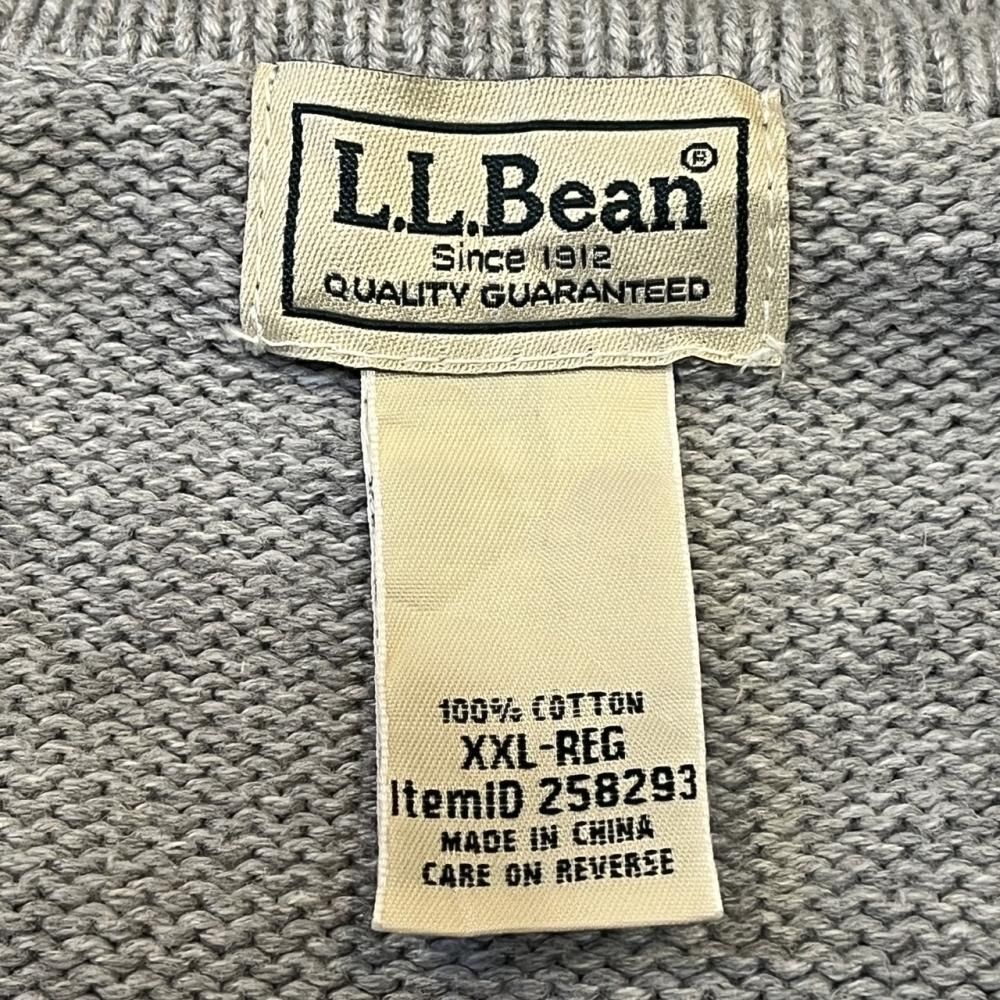 L.L.Bean®
Since 1912
QUALITY GUARANTEED
100% COTTON
XXL-REG
ItemID 258293
MADE IN CHINA
CARE ON REVERSE